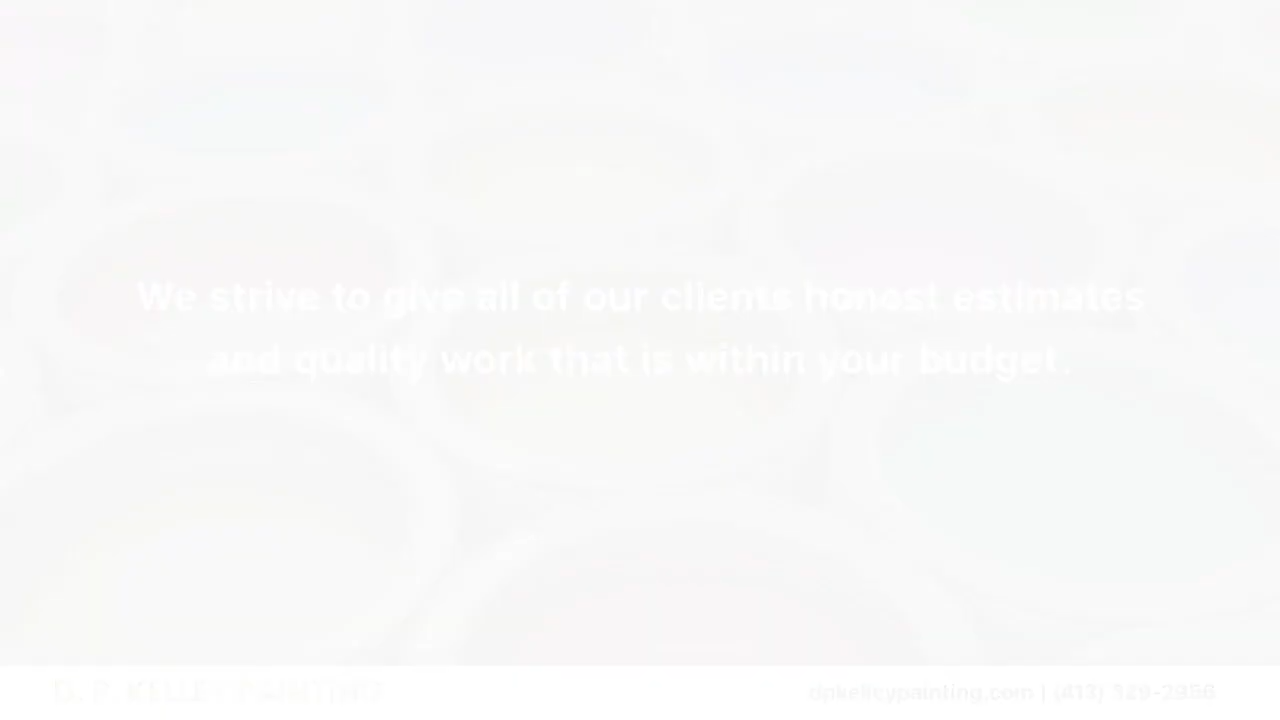 We strive to give all of our clients honest estimates
and quality work that is within your budget.
D. P. KELLEY PAINTING
dpkelleypainting.com | (413)